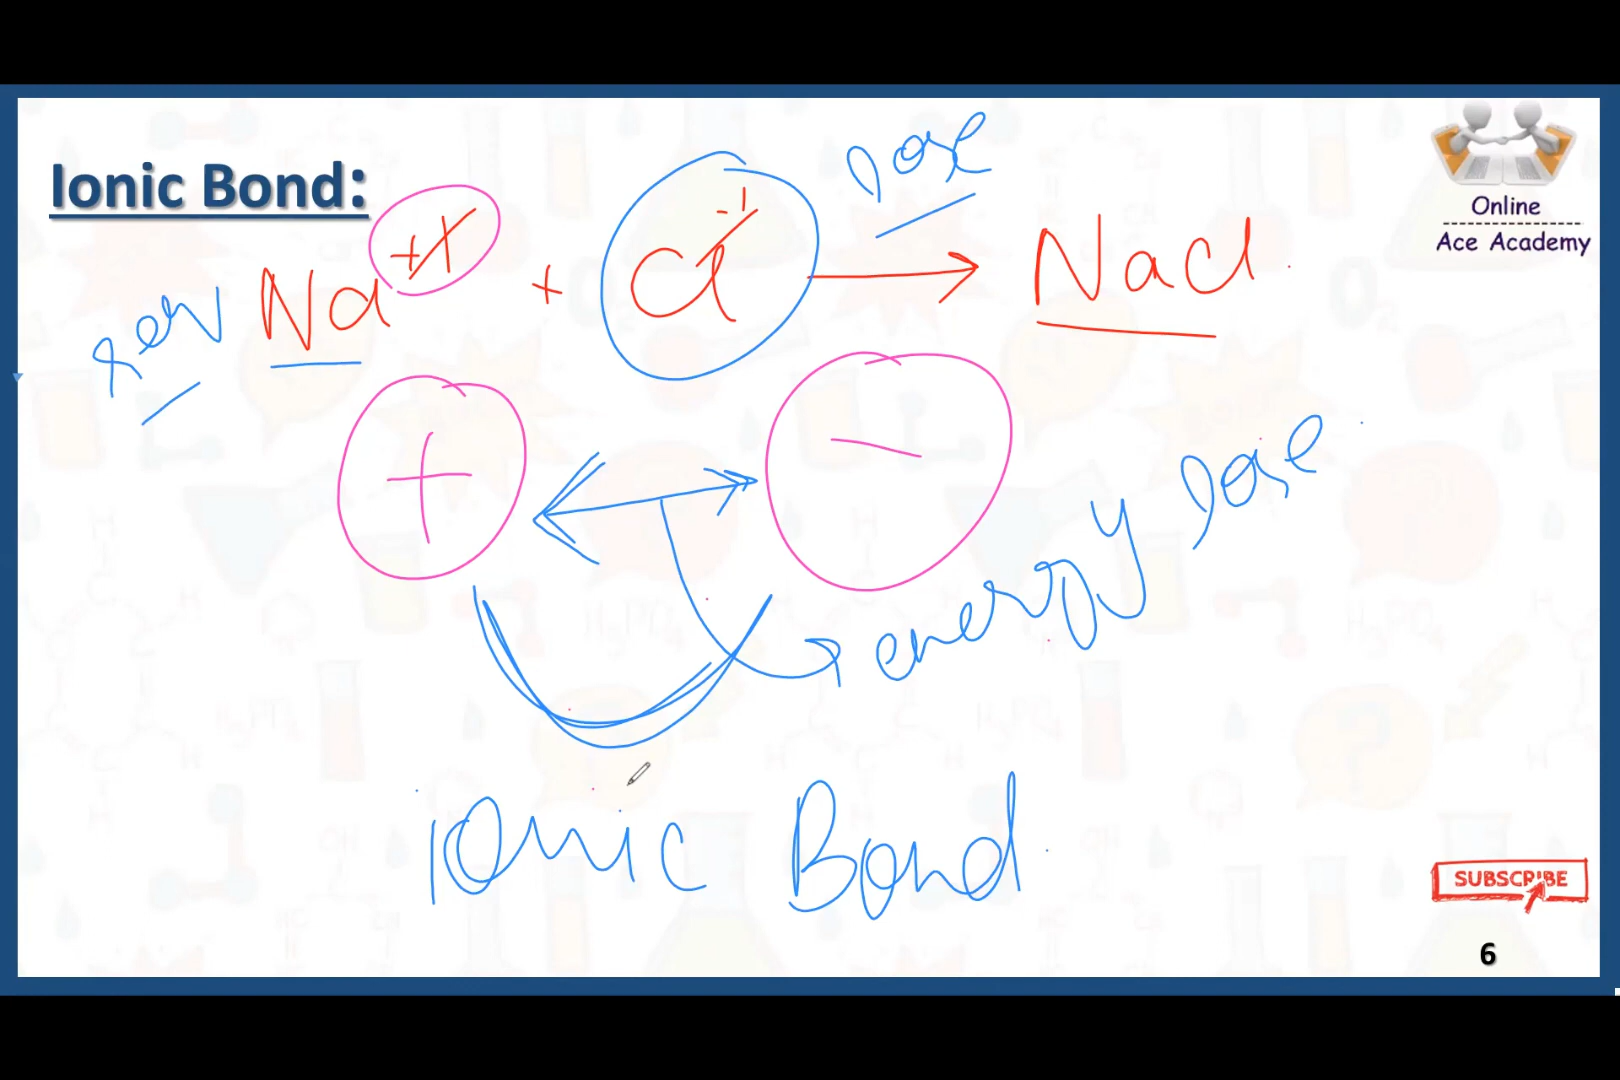 Ionic Bond:
lose
Na +1 + Cl -1 → NaCl
+ −
energy lose
ionic Bond
Online
Ace Academy
SUBSCRIBE
6